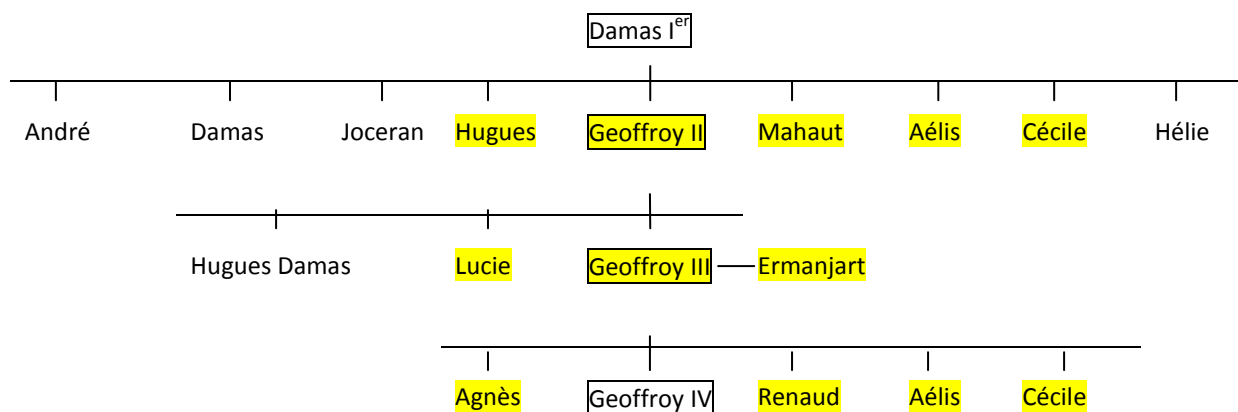 Damas Ier
André Damas Joceran Hugues Geoffroy II Mahaut Aélis Cécile Hélie
Hugues Damas Lucie Geoffroy III Ermanjart
Agnès Geoffroy IV Renaud Aélis Cécile